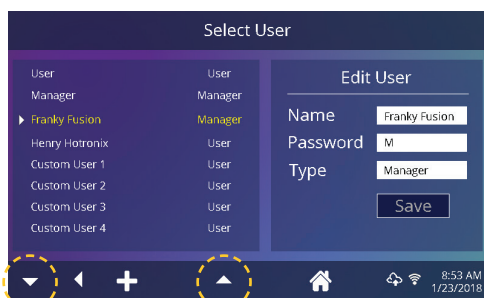 Select User
User User
Manager Manager
Franky Fusion Manager
Henry Hotronix User
Custom User 1 User
Custom User 2 User
Custom User 3 User
Custom User 4 User
Edit User
Name Franky Fusion
Password M
Type Manager
Save
8:53 AM
1/23/2018